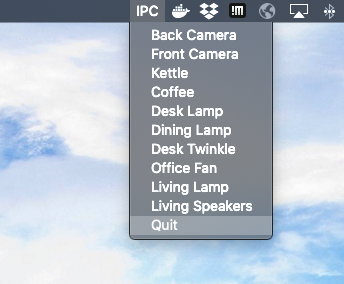 IPC
Back Camera
Front Camera
Kettle
Coffee
Desk Lamp
Dining Lamp
Desk Twinkle
Office Fan
Living Lamp
Living Speakers
Quit